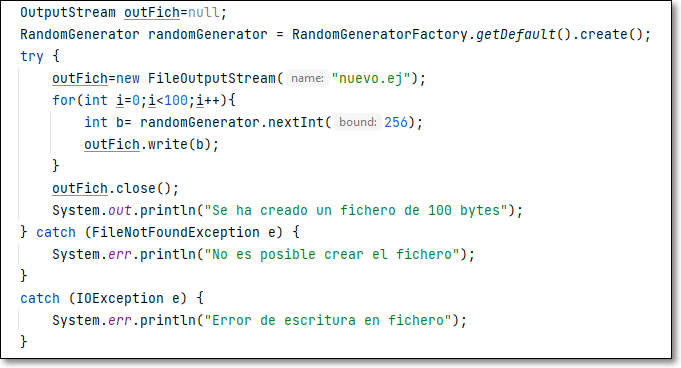 OutputStream outFich=null;
RandomGenerator randomGenerator = RandomGeneratorFactory.getDefault().create();
try {
    outFich=new FileOutputStream( name: "nuevo.ej");
    for(int i=0;i<100;i++){
        int b= randomGenerator.nextInt( bound: 256);
        outFich.write(b);
    }
    outFich.close();
    System.out.println("Se ha creado un fichero de 100 bytes");
} catch (FileNotFoundException e) {
    System.err.println("No es posible crear el fichero");
}
catch (IOException e) {
    System.err.println("Error de escritura en fichero");
}